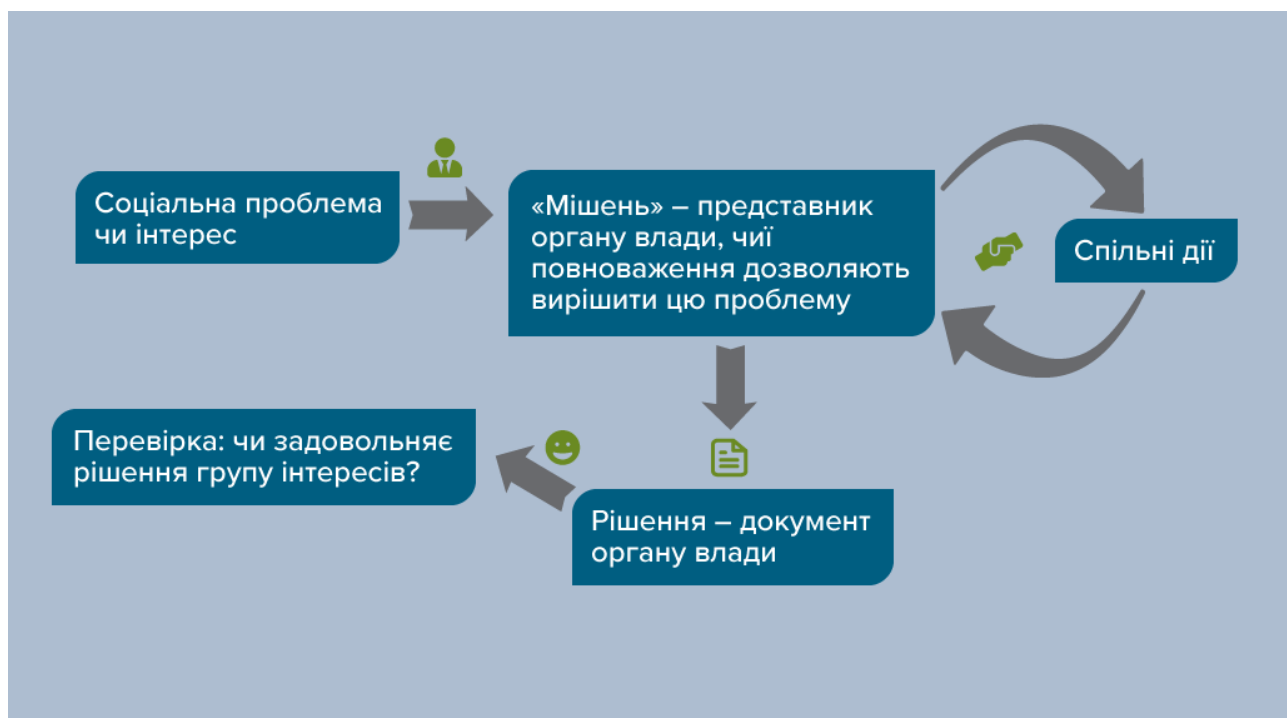 Соціальна проблема
чи інтерес
«Мішень» – представник
органу влади, чиї
повноваження дозволяють
вирішити цю проблему
Спільні дії
Рішення – документ
органу влади
Перевірка: чи задовольняє
рішення групу інтересів?